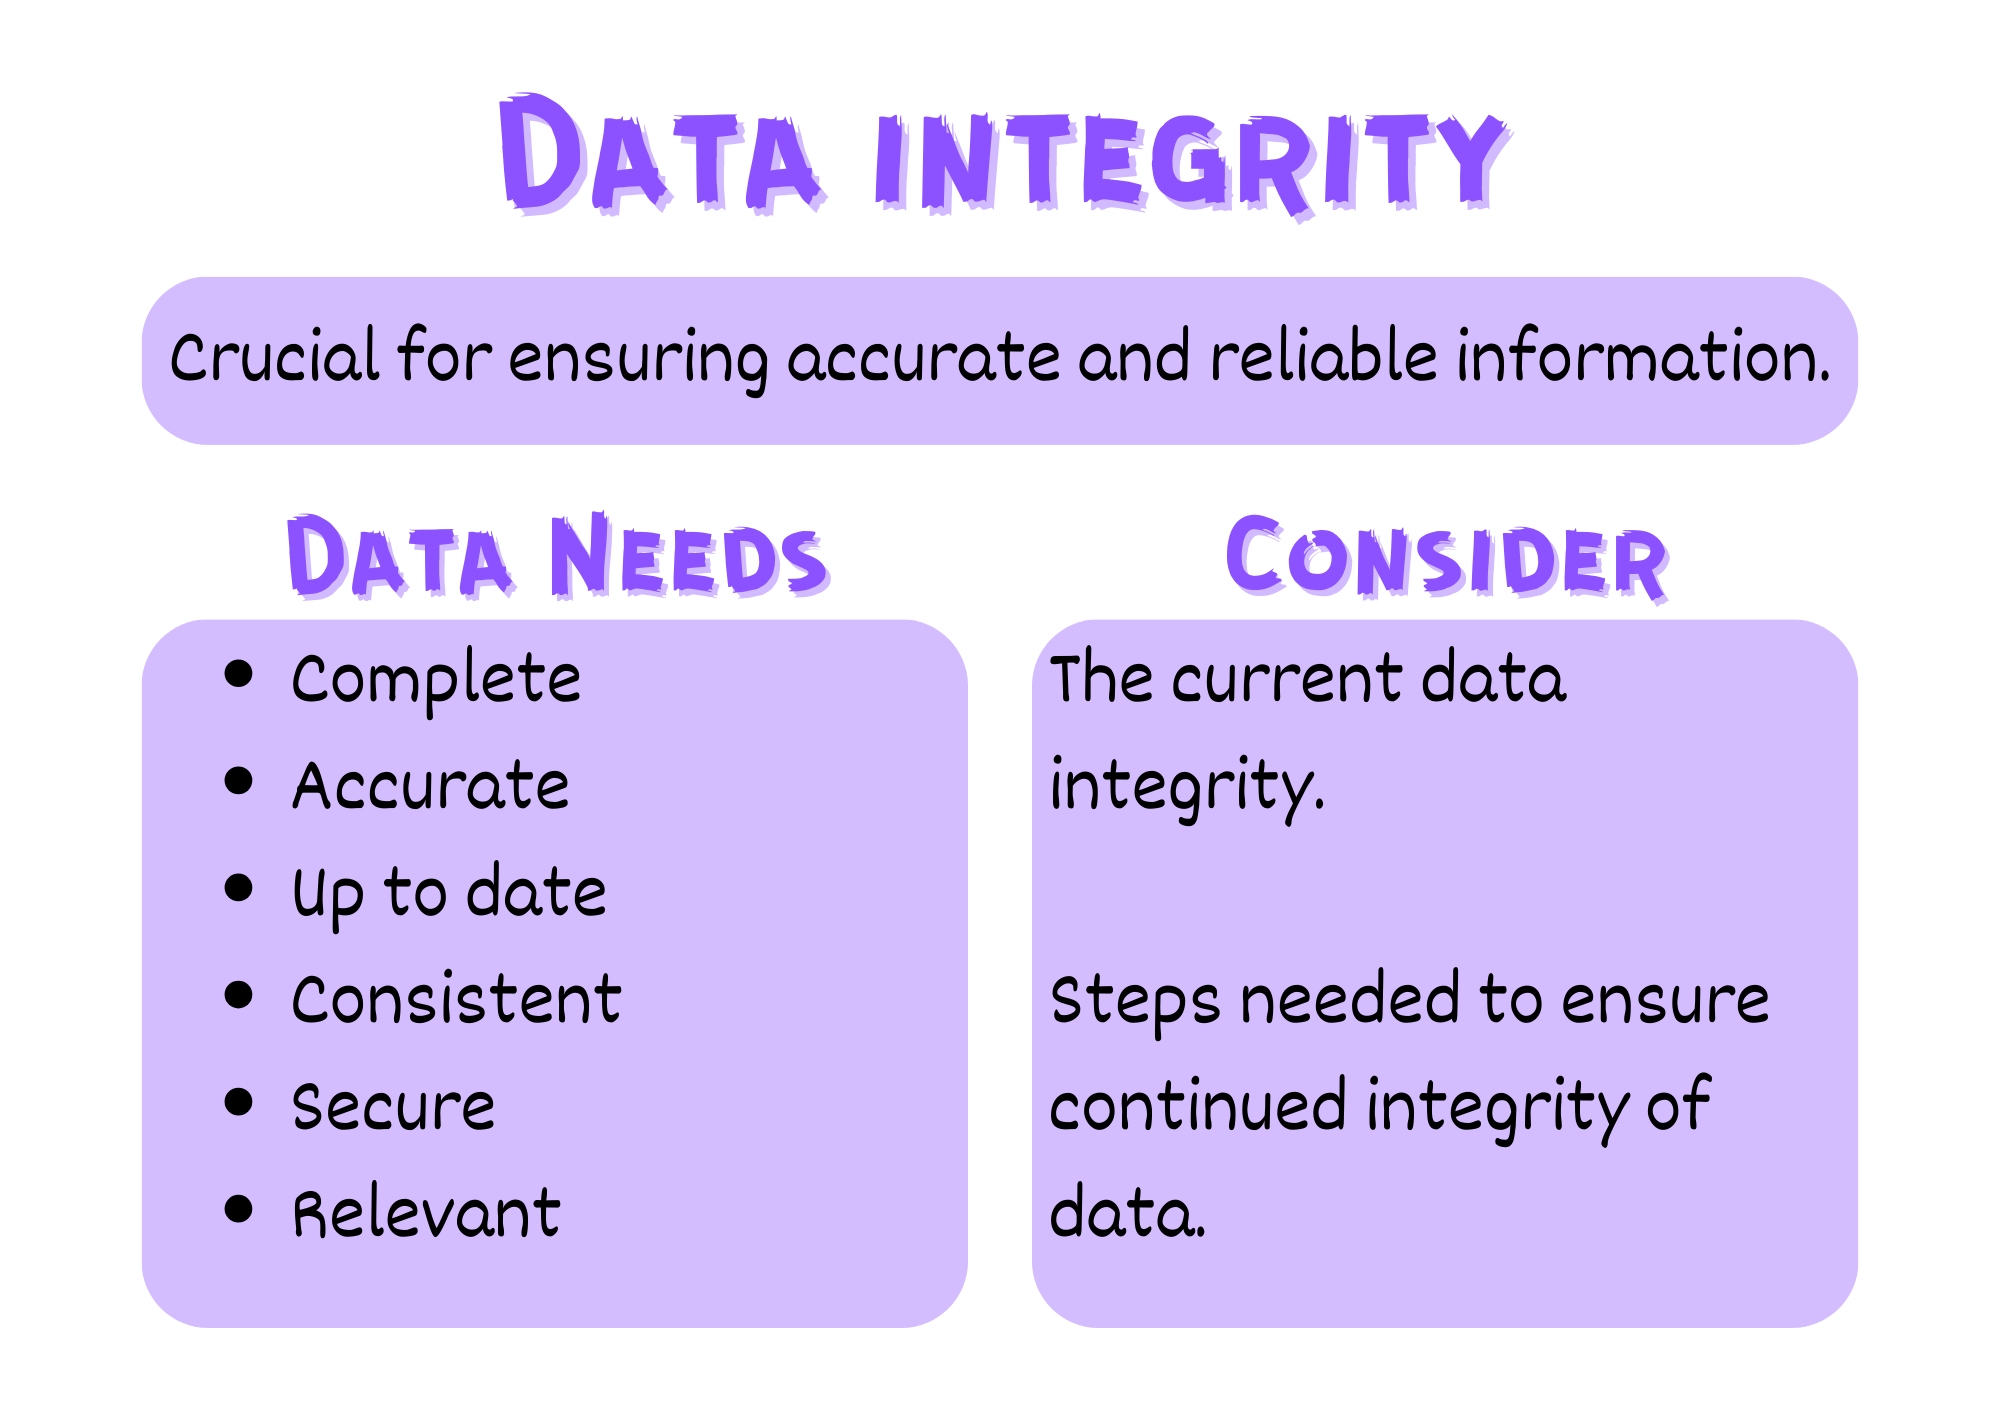 Data integrity
Crucial for ensuring accurate and reliable information.
Data Needs
• Complete
• Accurate
• Up to date
• Consistent
• Secure
• Relevant
Consider
The current data
integrity.
Steps needed to ensure
continued integrity of
data.